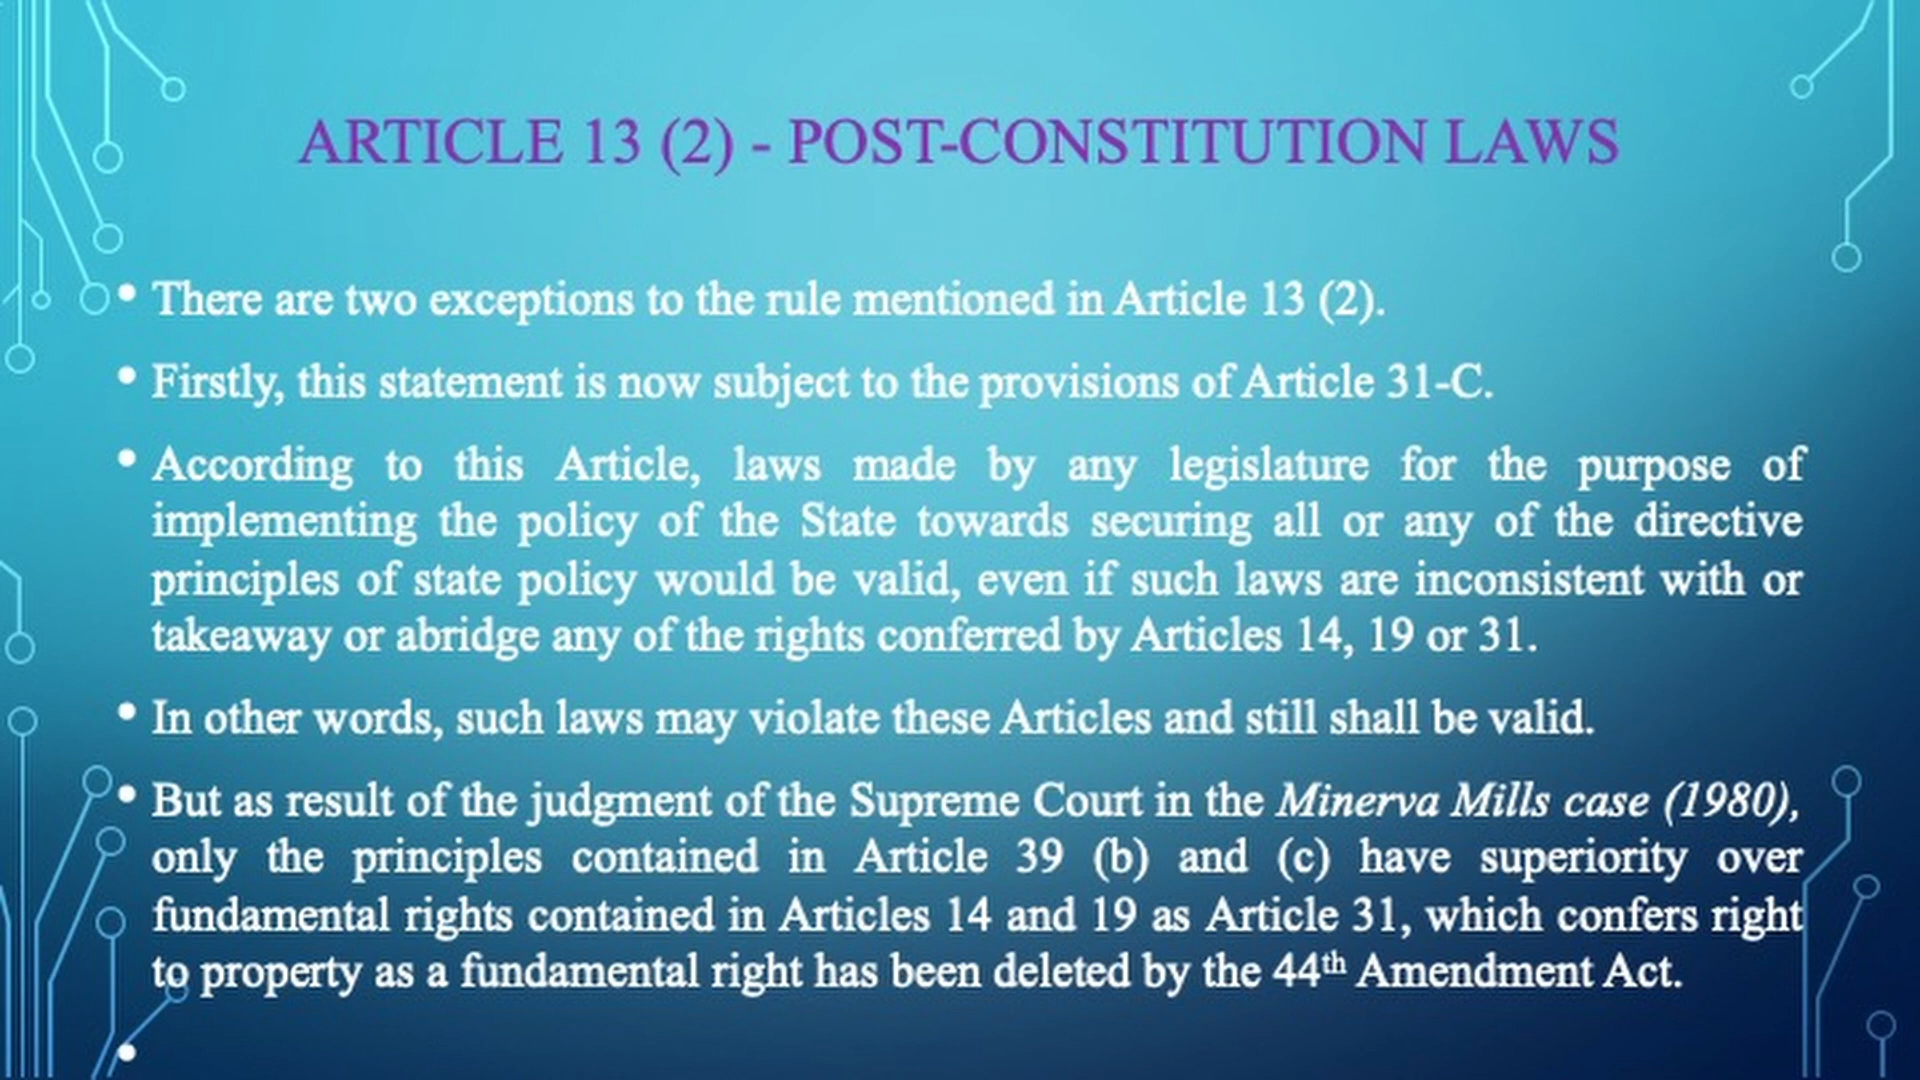 ARTICLE 13 (2) - POST-CONSTITUTION LAWS
• There are two exceptions to the rule mentioned in Article 13 (2).
• Firstly, this statement is now subject to the provisions of Article 31-C.
• According to this Article, laws made by any legislature for the purpose of
implementing the policy of the State towards securing all or any of the directive
principles of state policy would be valid, even if such laws are inconsistent with or
takeaway or abridge any of the rights conferred by Articles 14, 19 or 31.
• In other words, such laws may violate these Articles and still shall be valid.
• But as result of the judgment of the Supreme Court in the Minerva Mills case (1980),
only the principles contained in Article 39 (b) and (c) have superiority over
fundamental rights contained in Articles 14 and 19 as Article 31, which confers right
to property as a fundamental right has been deleted by the 44th Amendment Act.
•